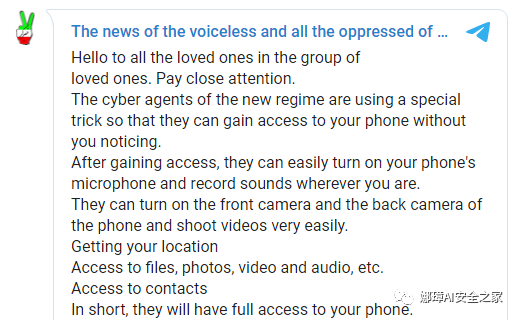 The news of the voiceless and all the oppressed of ...
Hello to all the loved ones in the group of
loved ones. Pay close attention.
The cyber agents of the new regime are using a special
trick so that they can gain access to your phone without
you noticing.
After gaining access, they can easily turn on your phone's
microphone and record sounds wherever you are.
They can turn on the front camera and the back camera of
the phone and shoot videos very easily.
Getting your location
Access to files, photos, video and audio, etc.
Access to contacts
In short, they will have full access to your phone.
娜璋AI安全之家